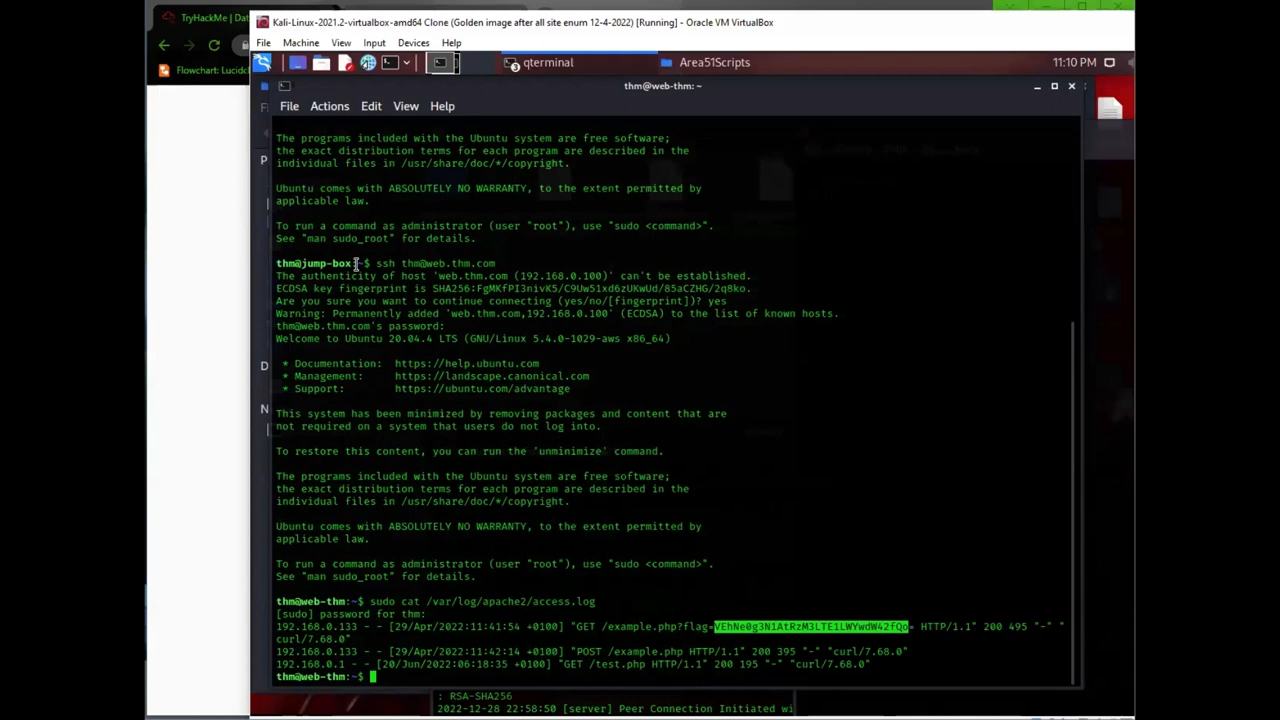 TryHackMe | Dat
Kali-Linux-2021.2-virtualbox-amd64 Clone (Golden image after all site enum 12-4-2022) [Running] - Oracle VM VirtualBox
File Machine View Input Devices Help
Flowchart: Lucidc
qterminal
Area51Scripts
11:10 PM
thm@web-thm: ~
File Actions Edit View Help
The programs included with the Ubuntu system are free software;
the exact distribution terms for each program are described in the
individual files in /usr/share/doc/*/copyright.
Ubuntu comes with ABSOLUTELY NO WARRANTY, to the extent permitted by
applicable law.
To run a command as administrator (user "root"), use "sudo <command>".
See "man sudo_root" for details.
thm@jump-box:~$ ssh thm@web.thm.com
The authenticity of host 'web.thm.com (192.168.0.100)' can't be established.
ECDSA key fingerprint is SHA256:FgMKfPI3nivK5/C9Uw51xd6zUKwUd/85aCZHG/2q8ko.
Are you sure you want to continue connecting (yes/no/[fingerprint])? yes
Warning: Permanently added 'web.thm.com,192.168.0.100' (ECDSA) to the list of known hosts.
thm@web.thm.com's password:
Welcome to Ubuntu 20.04.4 LTS (GNU/Linux 5.4.0-1029-aws x86_64)
* Documentation: https://help.ubuntu.com
* Management: https://landscape.canonical.com
* Support: https://ubuntu.com/advantage
This system has been minimized by removing packages and content that are
not required on a system that users do not log into.
To restore this content, you can run the 'unminimize' command.
The programs included with the Ubuntu system are free software;
the exact distribution terms for each program are described in the
individual files in /usr/share/doc/*/copyright.
Ubuntu comes with ABSOLUTELY NO WARRANTY, to the extent permitted by
applicable law.
To run a command as administrator (user "root"), use "sudo <command>".
See "man sudo_root" for details.
thm@web-thm:~$ sudo cat /var/log/apache2/access.log
[sudo] password for thm:
192.168.0.133 - - [29/Apr/2022:11:41:54 +0100] "GET /example.php?flag=VEhNe0g3N1AtRzM3LTE1LWYwdW42fQo= HTTP/1.1" 200 495 "-" "
curl/7.68.0"
192.168.0.133 - - [29/Apr/2022:11:42:14 +0100] "POST /example.php HTTP/1.1" 200 395 "-" "curl/7.68.0"
192.168.0.1 - - [20/Jun/2022:06:18:35 +0100] "GET /test.php HTTP/1.1" 200 195 "-" "curl/7.68.0"
thm@web-thm:~$
: RSA-SHA256
2022-12-28 22:58:50 [server] Peer Connection Initiated wi